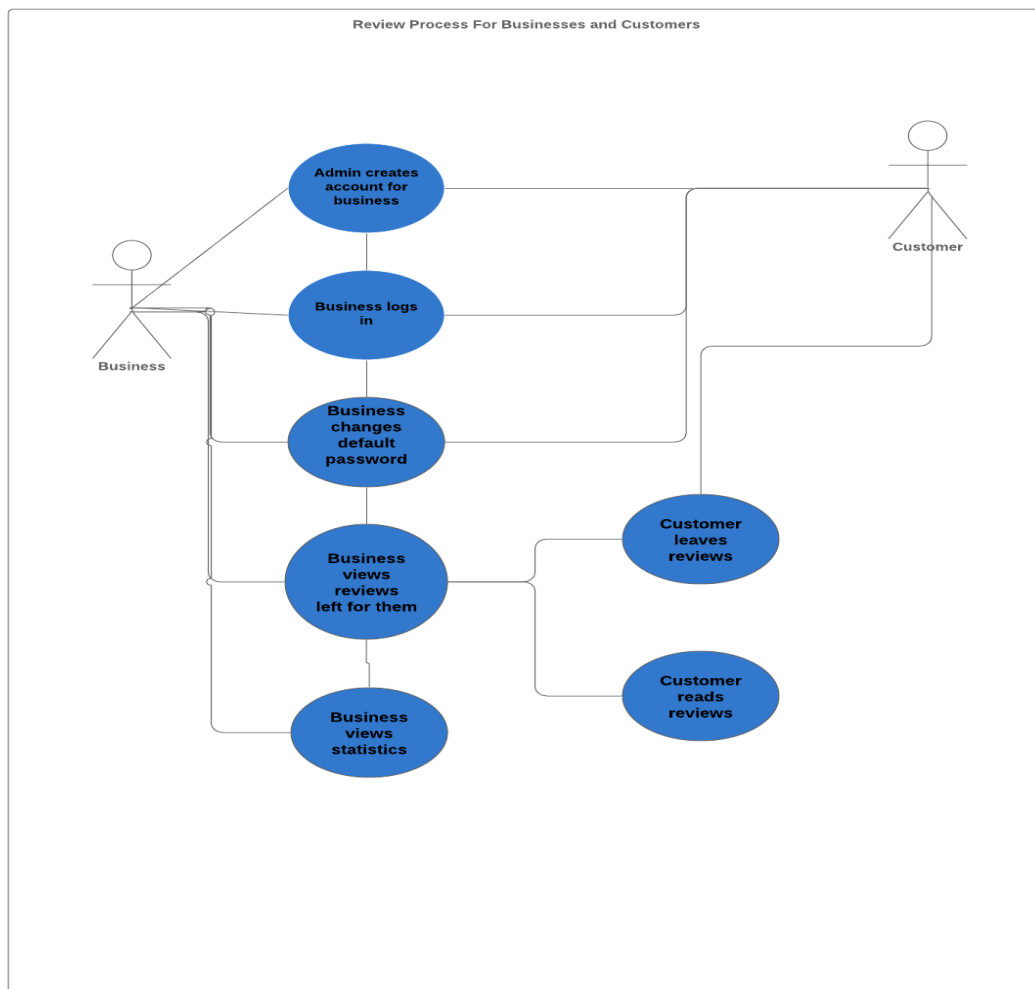 Review Process For Businesses and Customers
Admin creates
account for
business
Customer
Business logs
in
Business
Business
changes
default
password
Customer
leaves
reviews
Business
views
reviews
left for them
Customer
reads
reviews
Business
views
statistics